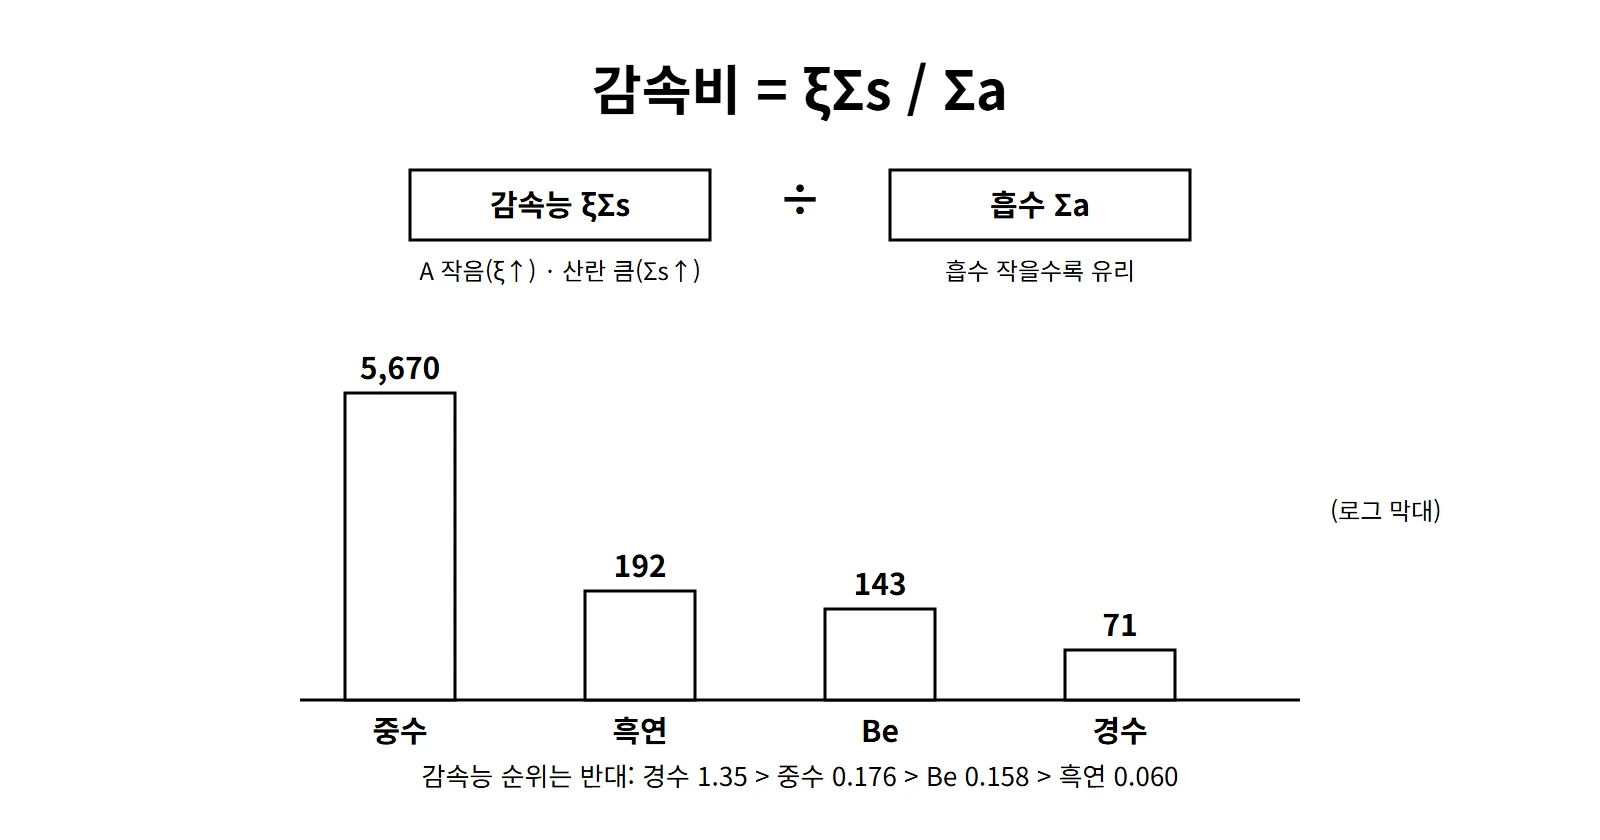 감속비 = ξΣs / Σa
감속능 ξΣs
÷
흡수 Σa
A 작음(ξ↑) · 산란 큼(Σs↑)
흡수 작을수록 유리
5,670
192
143
71
(로그 막대)
중수
흑연
Be
경수
감속능 순위는 반대: 경수 1.35 > 중수 0.176 > Be 0.158 > 흑연 0.060